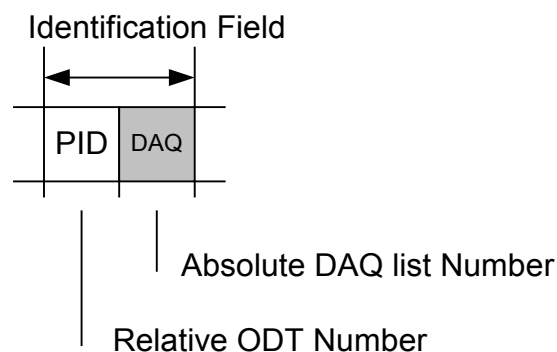 Identification Field
PID DAQ
Absolute DAQ list Number
Relative ODT Number